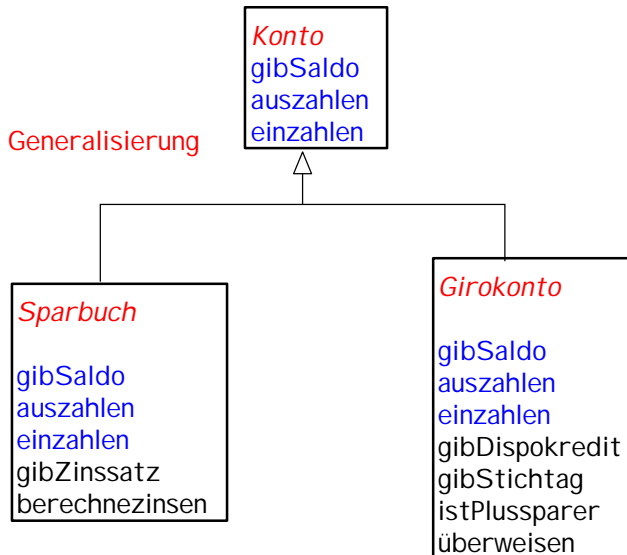 Konto
gibSaldo
auszahlen
einzahlen
Generalisierung
Sparbuch
gibSaldo
auszahlen
einzahlen
gibZinssatz
berechnezinsen
Girokonto
gibSaldo
auszahlen
einzahlen
gibDispokredit
gibStichtag
istPlussparer
überweisen